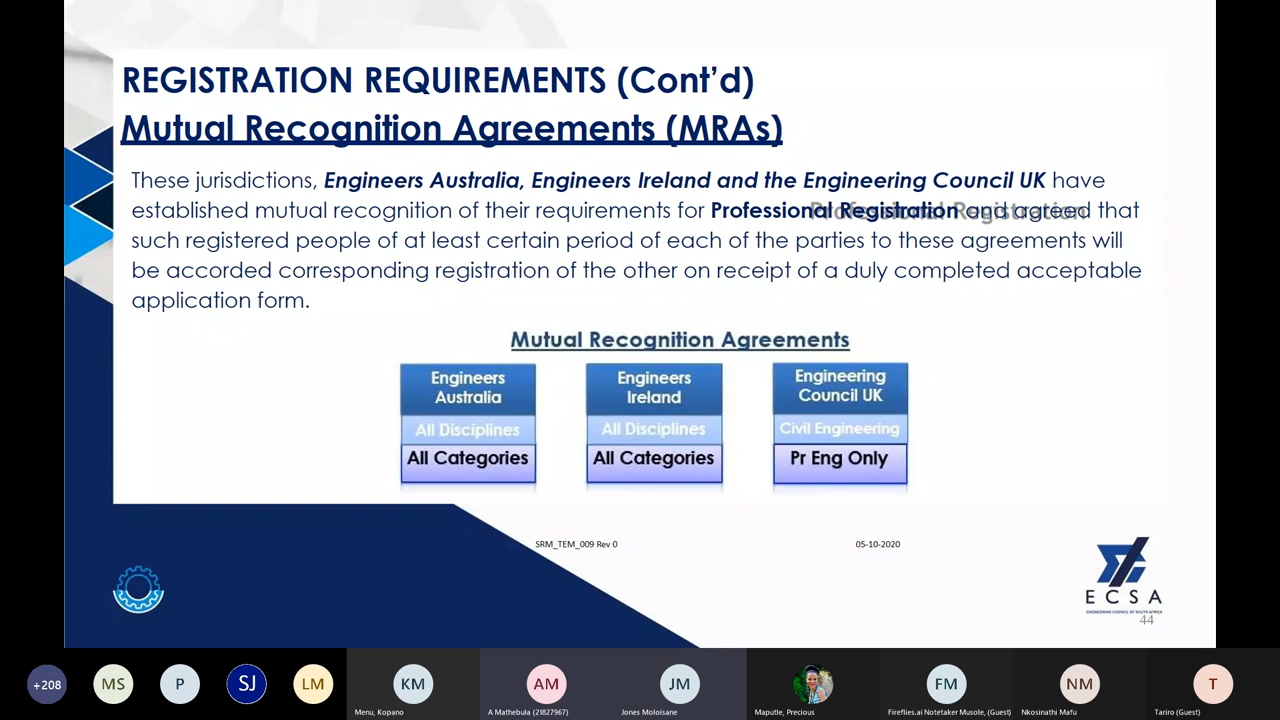 REGISTRATION REQUIREMENTS (Cont'd)
Mutual Recognition Agreements (MRAs)
These jurisdictions, Engineers Australia, Engineers Ireland and the Engineering Council UK have
established mutual recognition of their requirements for Professional Registration and agreed that
such registered people of at least certain period of each of the parties to these agreements will
be accorded corresponding registration of the other on receipt of a duly completed acceptable
application form.
Mutual Recognition Agreements
Engineers
Australia
All Disciplines
All Categories
Engineers
Ireland
All Disciplines
All Categories
Engineering
Council UK
Civil Engineering
Pr Eng Only
SRM_TEM_009 Rev 0
05-10-2020
ECSA
ENGINEERING COUNCIL OF SOUTH AFRICA
44
+208
MS
P
SJ
LM
KM
AM
JM
FM
NM
T
Menu, Kopano
A Mathebula (21827967)
Jones Moloisane
Maputle, Precious
Fireflies.ai Notetaker Musole, (Guest)
Nkosinathi Mafu
Tariro (Guest)